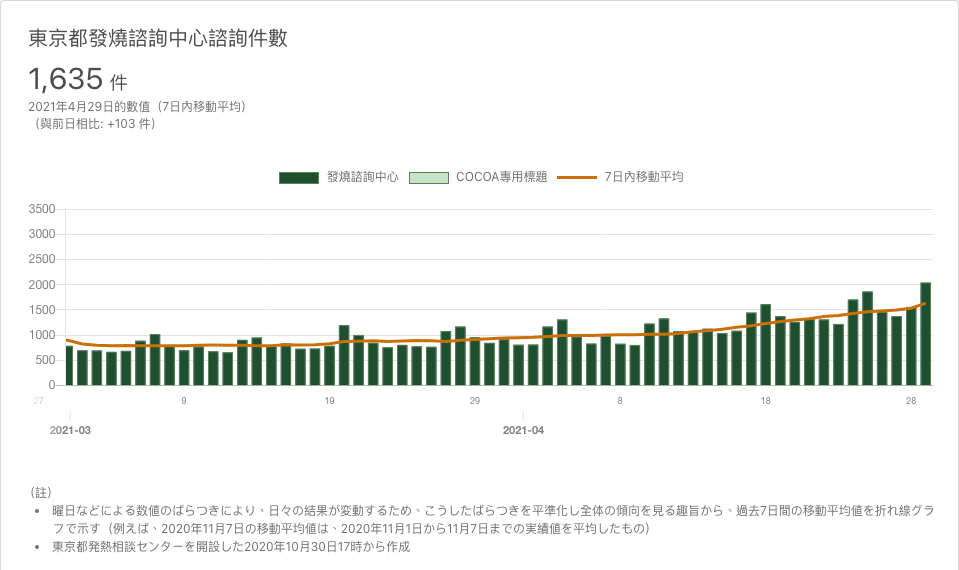 東京都發燒諮詢中心諮詢件數
1,635 件
2021年4月29日的數值（7日內移動平均）
（與前日相比: +103 件）
發燒諮詢中心 COCOA專用標題 7日內移動平均
3500
3000
2500
2000
1500
1000
500
0
27 9 19 29 8 18 28
2021-03 2021-04
（註）
• 曜日などによる数値のばらつきにより、日々の結果が変動するため、こうしたばらつきを平準化し全体の傾向を見る趣旨から、過去7日間の移動平均値を折れ線グラ
フで示す（例えば、2020年11月7日の移動平均値は、2020年11月1日から11月7日までの実績値を平均したもの）
• 東京都発熱相談センターを開設した2020年10月30日17時から作成